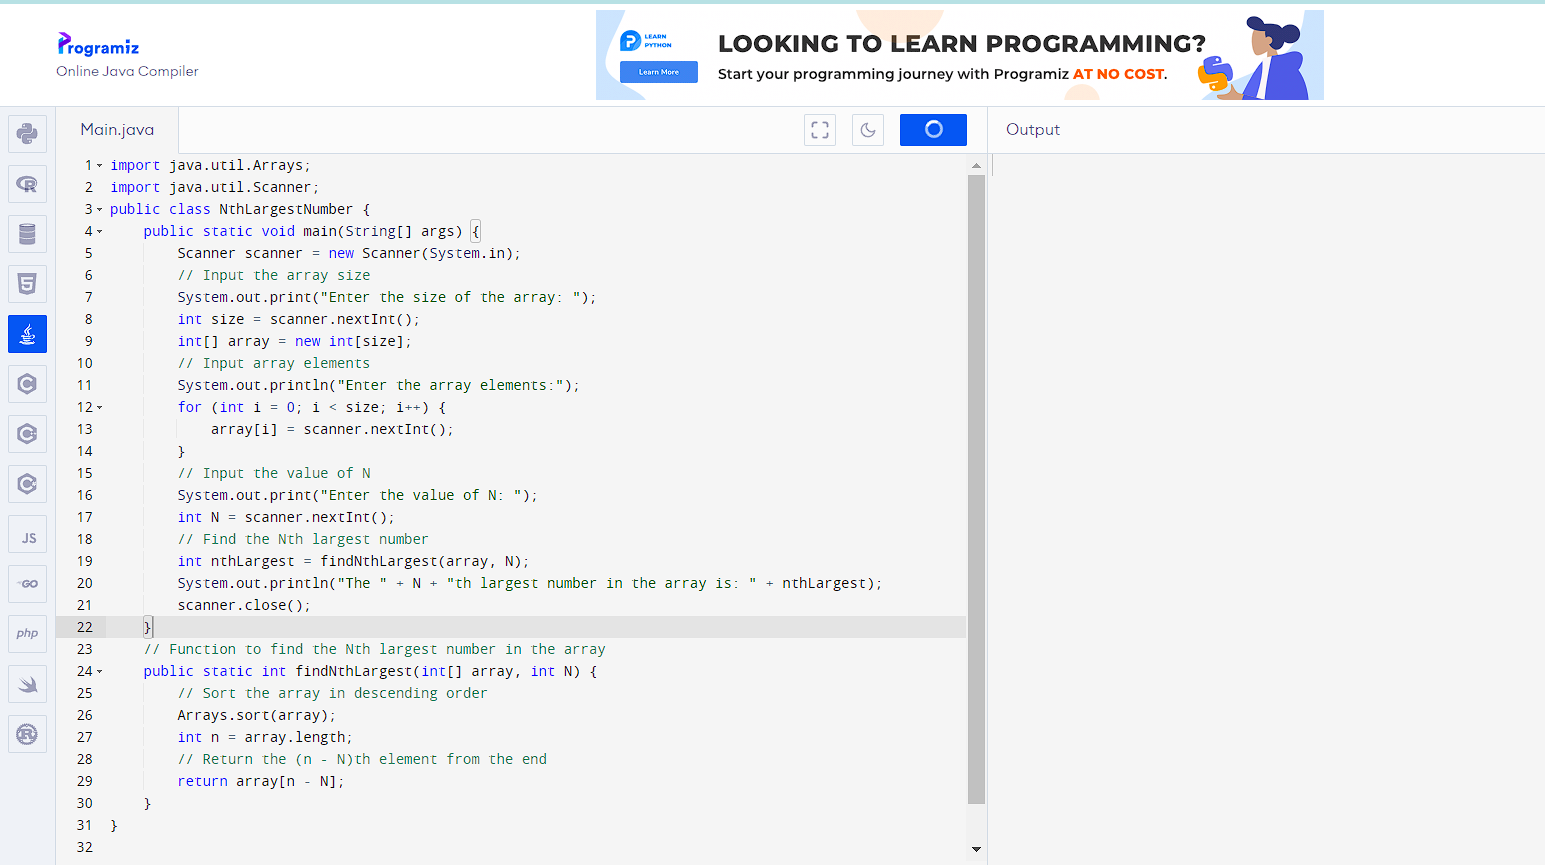 Programiz
Online Java Compiler
LEARN
PYTHON
Learn More
LOOKING TO LEARN PROGRAMMING?
Start your programming journey with Programiz AT NO COST.
Main.java
Output
1 import java.util.Arrays;
2 import java.util.Scanner;
3 public class NthLargestNumber {
4 public static void main(String[] args) {
5 Scanner scanner = new Scanner(System.in);
6 // Input the array size
7 System.out.print("Enter the size of the array: ");
8 int size = scanner.nextInt();
9 int[] array = new int[size];
10 // Input array elements
11 System.out.println("Enter the array elements:");
12 for (int i = 0; i < size; i++) {
13 array[i] = scanner.nextInt();
14 }
15 // Input the value of N
16 System.out.print("Enter the value of N: ");
17 int N = scanner.nextInt();
18 // Find the Nth largest number
19 int nthLargest = findNthLargest(array, N);
20 System.out.println("The " + N + "th largest number in the array is: " + nthLargest);
21 scanner.close();
22 }
23 // Function to find the Nth largest number in the array
24 public static int findNthLargest(int[] array, int N) {
25 // Sort the array in descending order
26 Arrays.sort(array);
27 int n = array.length;
28 // Return the (n - N)th element from the end
29 return array[n - N];
30 }
31 }
32
R
5
C
C
C
JS
GO
php
R